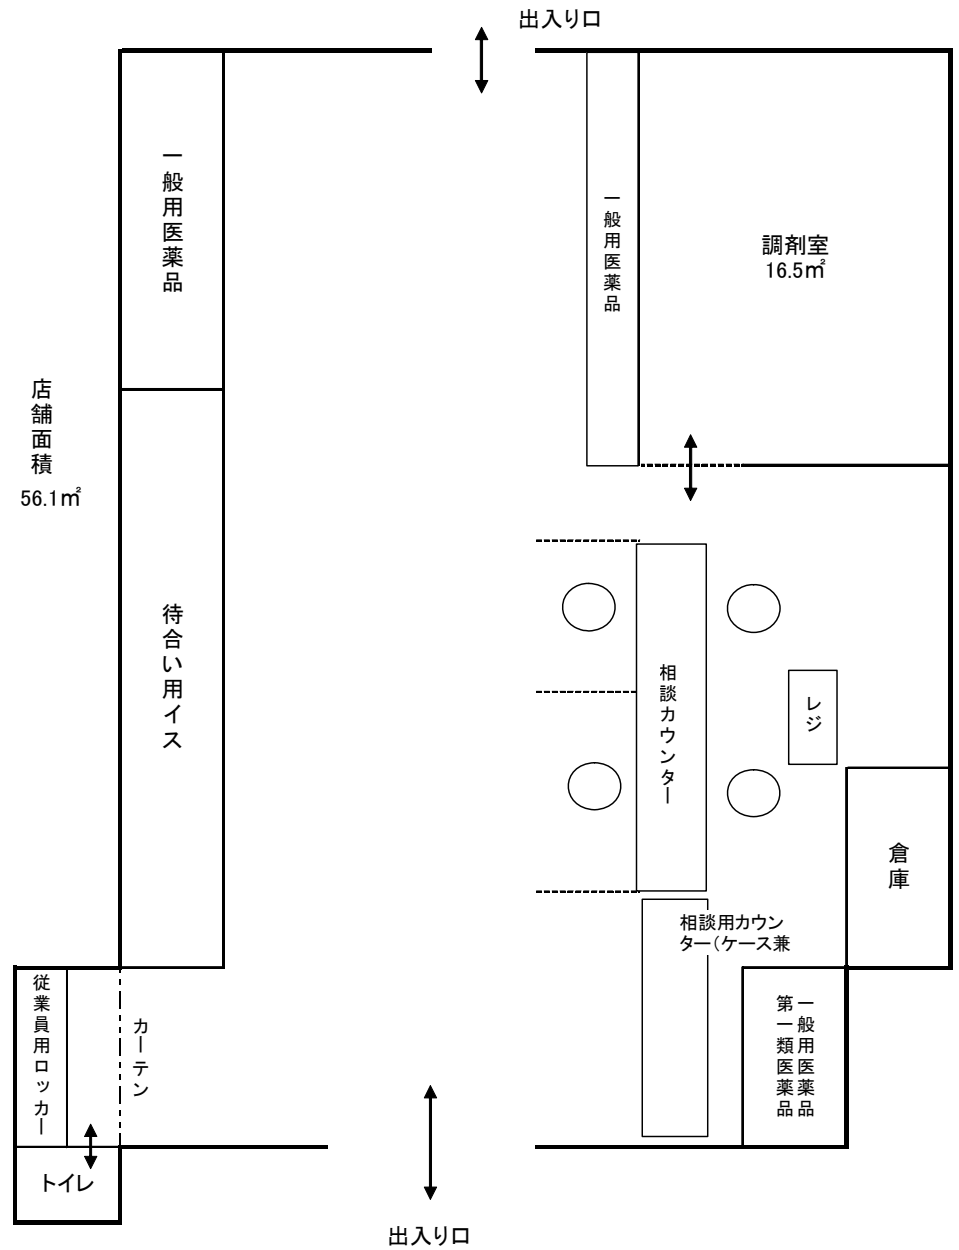 出入り口
一般用医薬品
一般用医薬品
調剤室
16.5㎡
店舗面積
56.1㎡
待合い用イス
相談カウンター
レジ
倉庫
相談用カウン
ター（ケース兼
従業員用ロッカー
カーテン
一般用医薬品
第一類医薬品
トイレ
出入り口